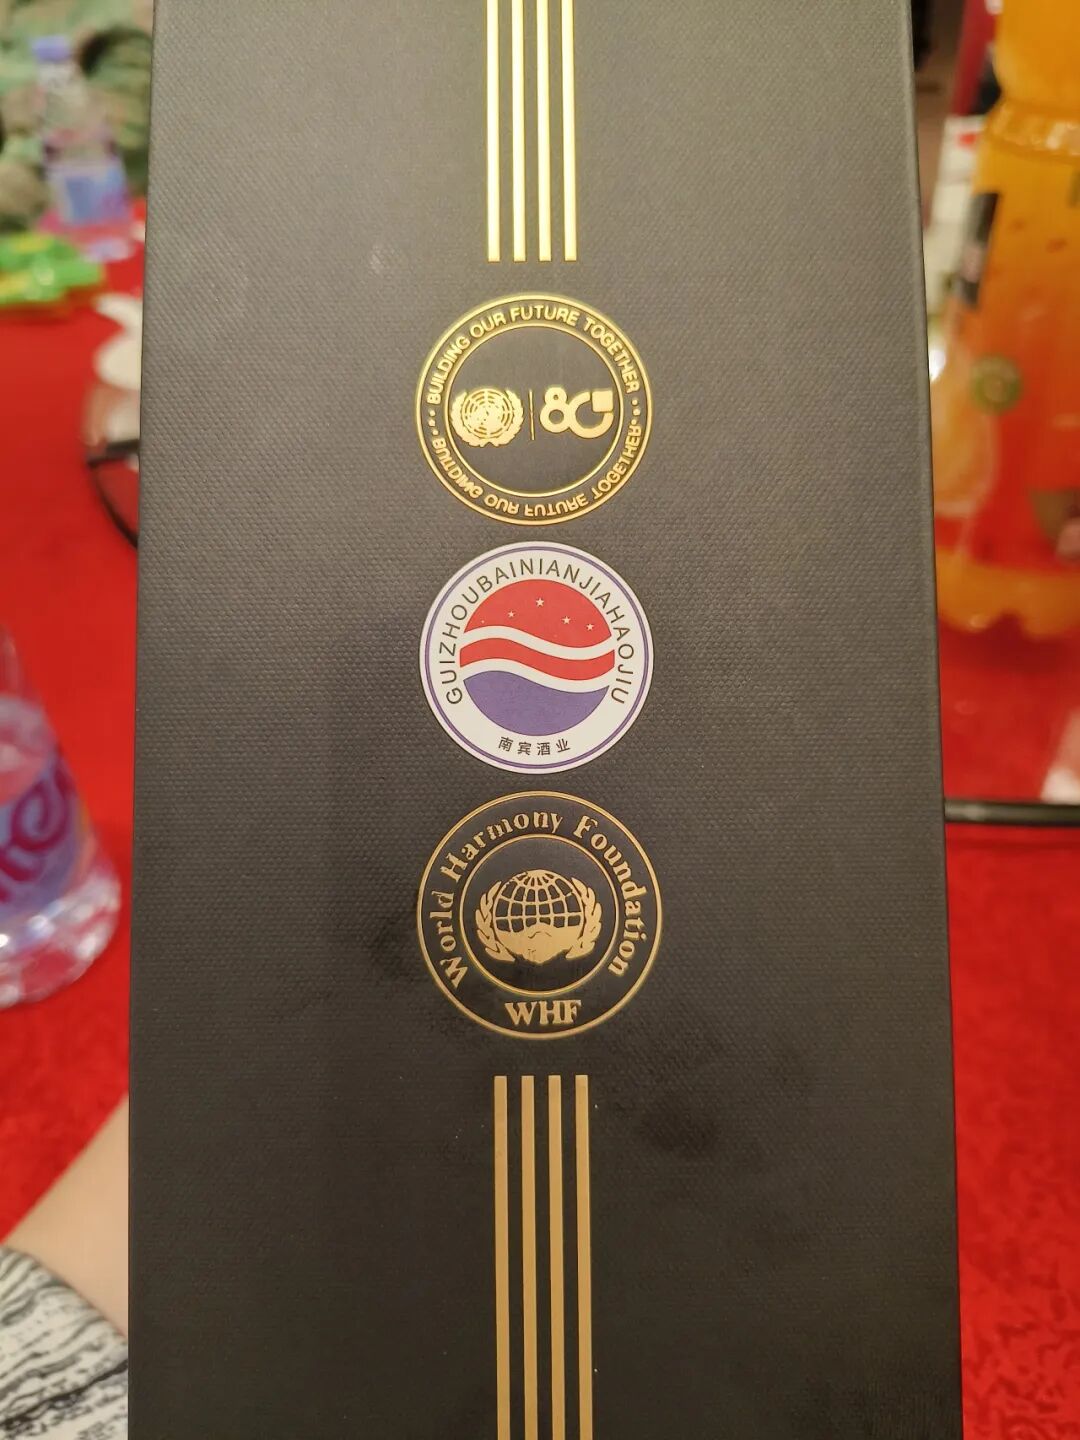 BUILDING OUR FUTURE TOGETHER
80
BUILDING OUR FUTURE TOGETHER
GUIZHOUBAINIANJIAHAOJIU
南宾酒业
World Harmony Foundation
WHF